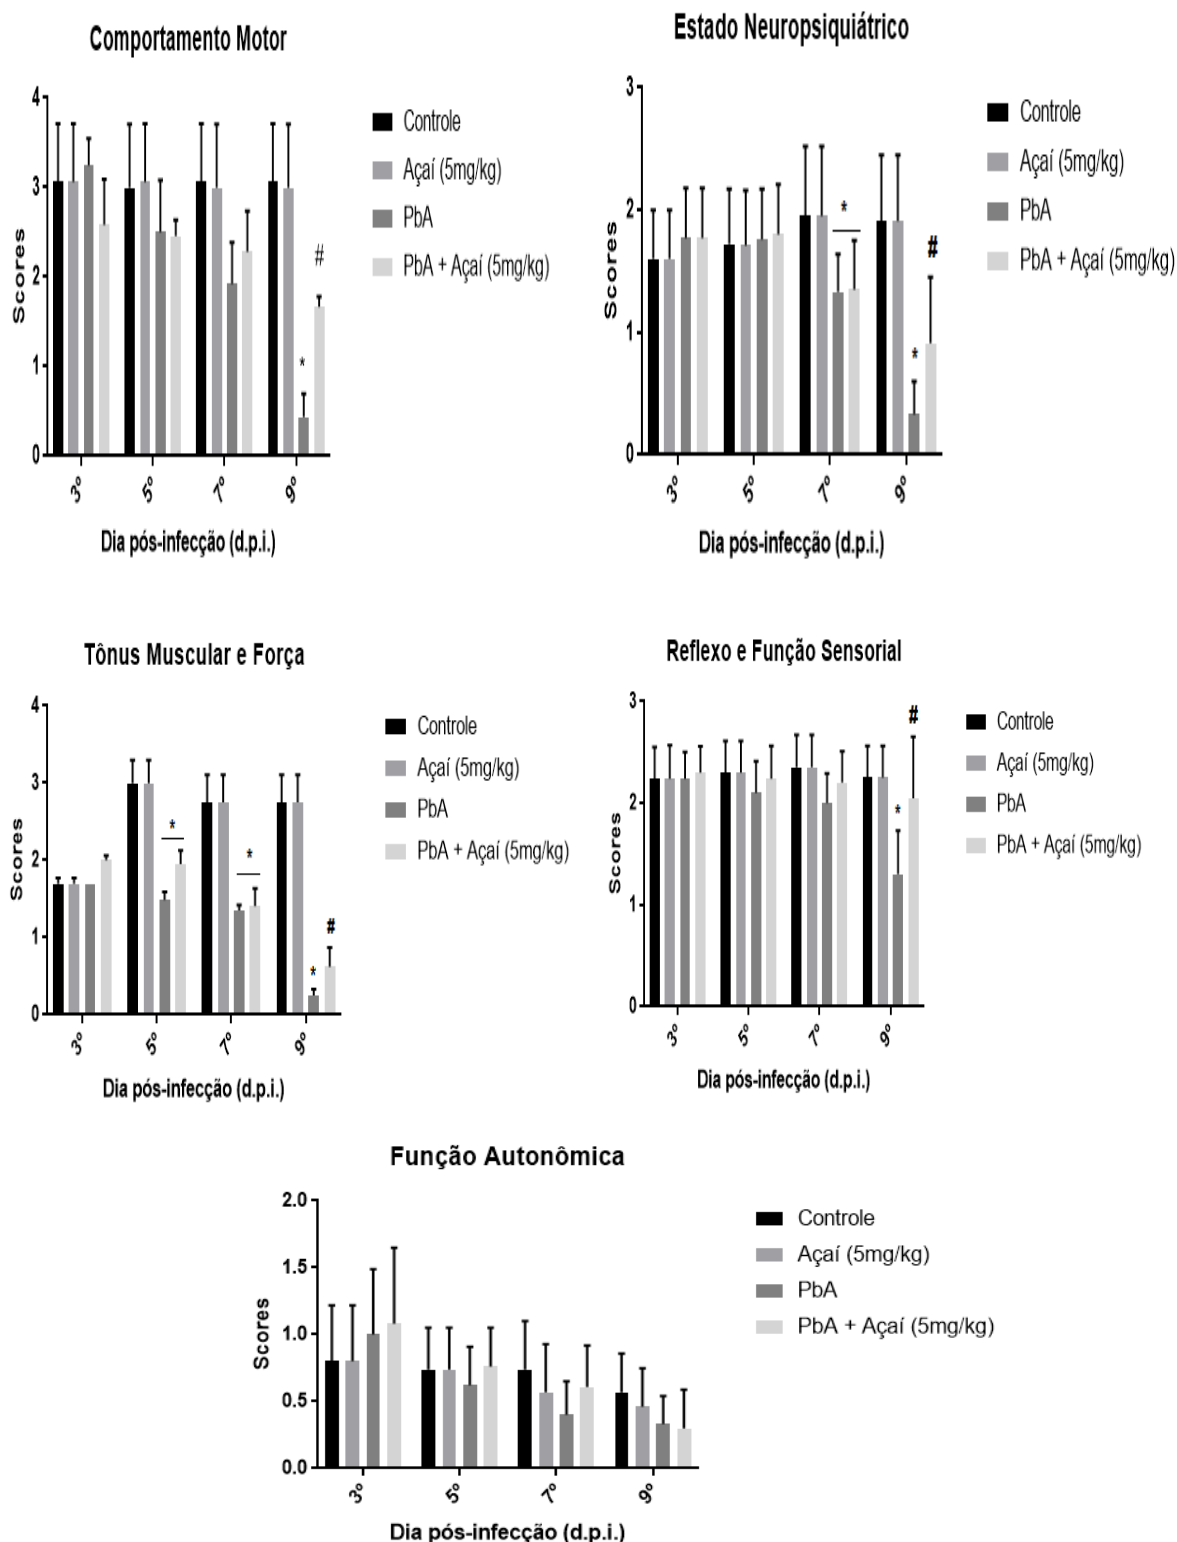 Comportamento Motor
4
3
2
1
0
Scores
*
#
3º
5º
7º
9º
Dia pós-infecção (d.p.i.)
Controle
Açaí (5mg/kg)
PbA
PbA + Açaí (5mg/kg)
Estado Neuropsiquiátrico
3
2
1
0
Scores
*
*
#
3º
5º
7º
9º
Dia pós-infecção (d.p.i.)
Controle
Açaí (5mg/kg)
PbA
PbA + Açaí (5mg/kg)
Tônus Muscular e Força
4
3
2
1
0
Scores
*
*
*
#
3º
5º
7º
9º
Dia pós-infecção (d.p.i.)
Controle
Açaí (5mg/kg)
PbA
PbA + Açaí (5mg/kg)
Reflexo e Função Sensorial
3
2
1
0
Scores
*
#
3º
5º
7º
9º
Dia pós-infecção (d.p.i.)
Controle
Açaí (5mg/kg)
PbA
PbA + Açaí (5mg/kg)
Função Autonômica
2.0
1.5
1.0
0.5
0.0
Scores
3º
5º
7º
9º
Dia pós-infecção (d.p.i.)
Controle
Açaí (5mg/kg)
PbA
PbA + Açaí (5mg/kg)